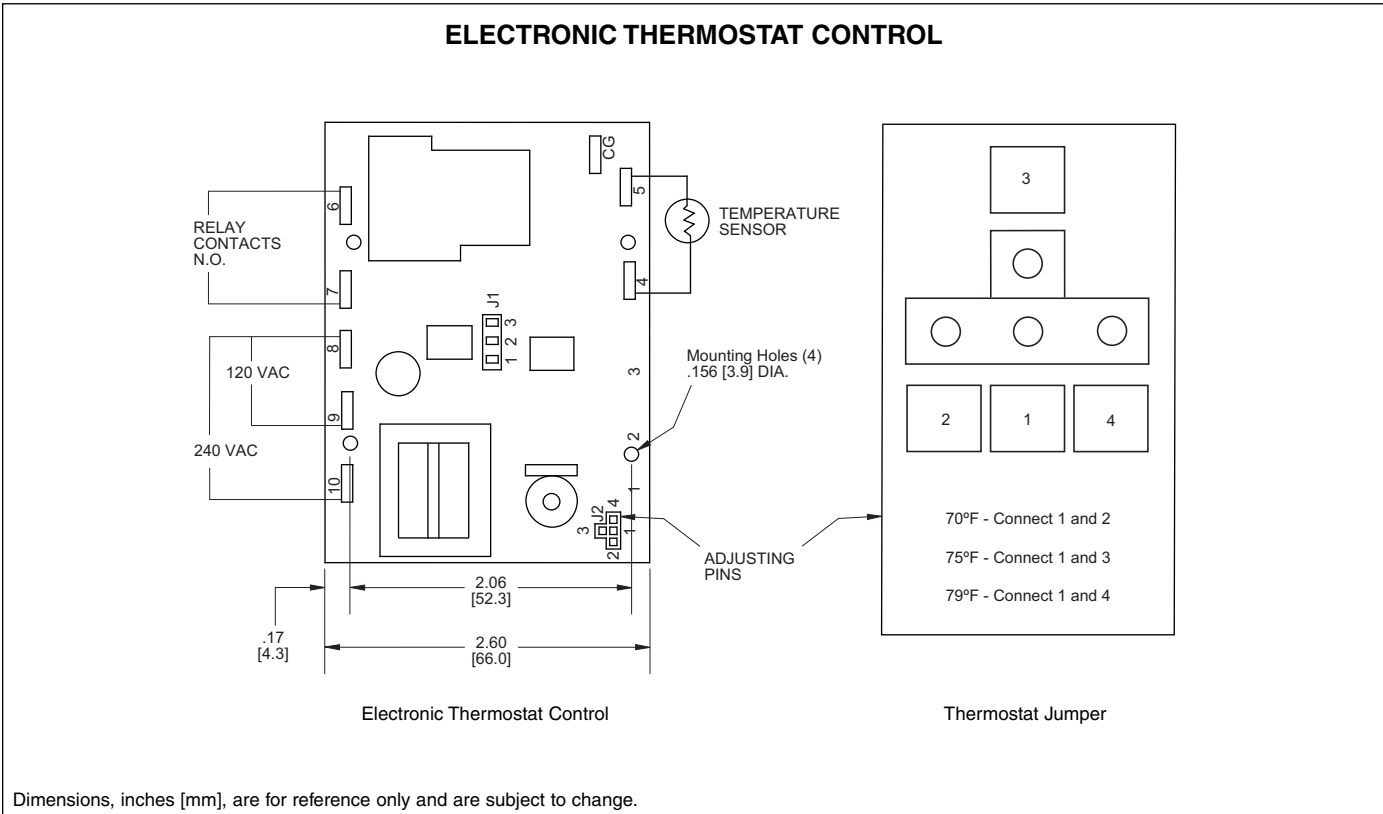 ELECTRONIC THERMOSTAT CONTROL
CG
5
6
TEMPERATURE
SENSOR
RELAY
CONTACTS
N.O.
4
7
J1
1 2 3
8
Mounting Holes (4)
.156 [3.9] DIA.
120 VAC
3
9
2
240 VAC
10
1
J2
3
4
1
2
ADJUSTING
PINS
2.06
[52.3]
.17
[4.3]
2.60
[66.0]
Electronic Thermostat Control
3
2 1 4
70ºF - Connect 1 and 2
75ºF - Connect 1 and 3
79ºF - Connect 1 and 4
Thermostat Jumper
Dimensions, inches [mm], are for reference only and are subject to change.